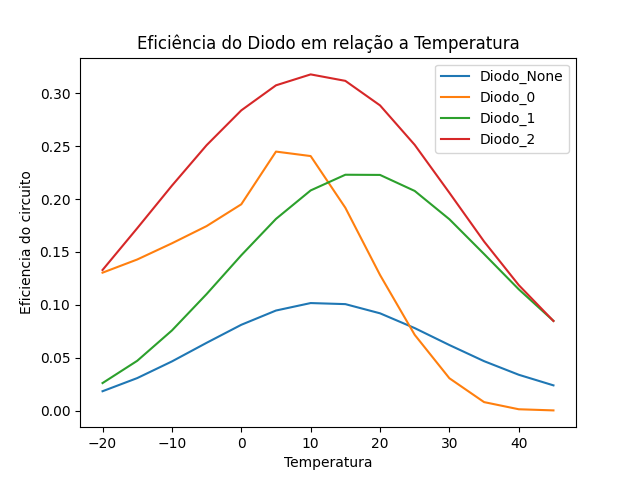 Eficiência do Diodo em relação a Temperatura
Diodo_None
Diodo_0
Diodo_1
Diodo_2
Eficiencia do circuito
0.30
0.25
0.20
0.15
0.10
0.05
0.00
−20
−10
0
10
20
30
40
Temperatura